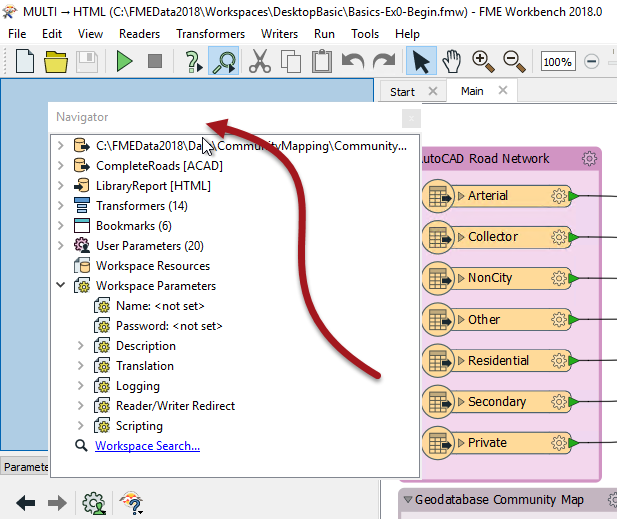 MULTI → HTML (C:\FMEData2018\Workspaces\DesktopBasic\Basics-Ex0-Begin.fmw) - FME Workbench 2018.0
File Edit View Readers Transformers Writers Run Tools Help
100%
Start Main
Navigator
C:\FMEData2018\Da \CommunityMapping\Community...
CompleteRoads [ACAD]
LibraryReport [HTML]
Transformers (14)
Bookmarks (6)
User Parameters (20)
Workspace Resources
Workspace Parameters
Name: <not set>
Password: <not set>
Description
Translation
Logging
Reader/Writer Redirect
Scripting
Workspace Search...
Paramete
utoCAD Road Network
Arterial
Collector
NonCity
Other
Residential
Secondary
Private
Geodatabase Community Map